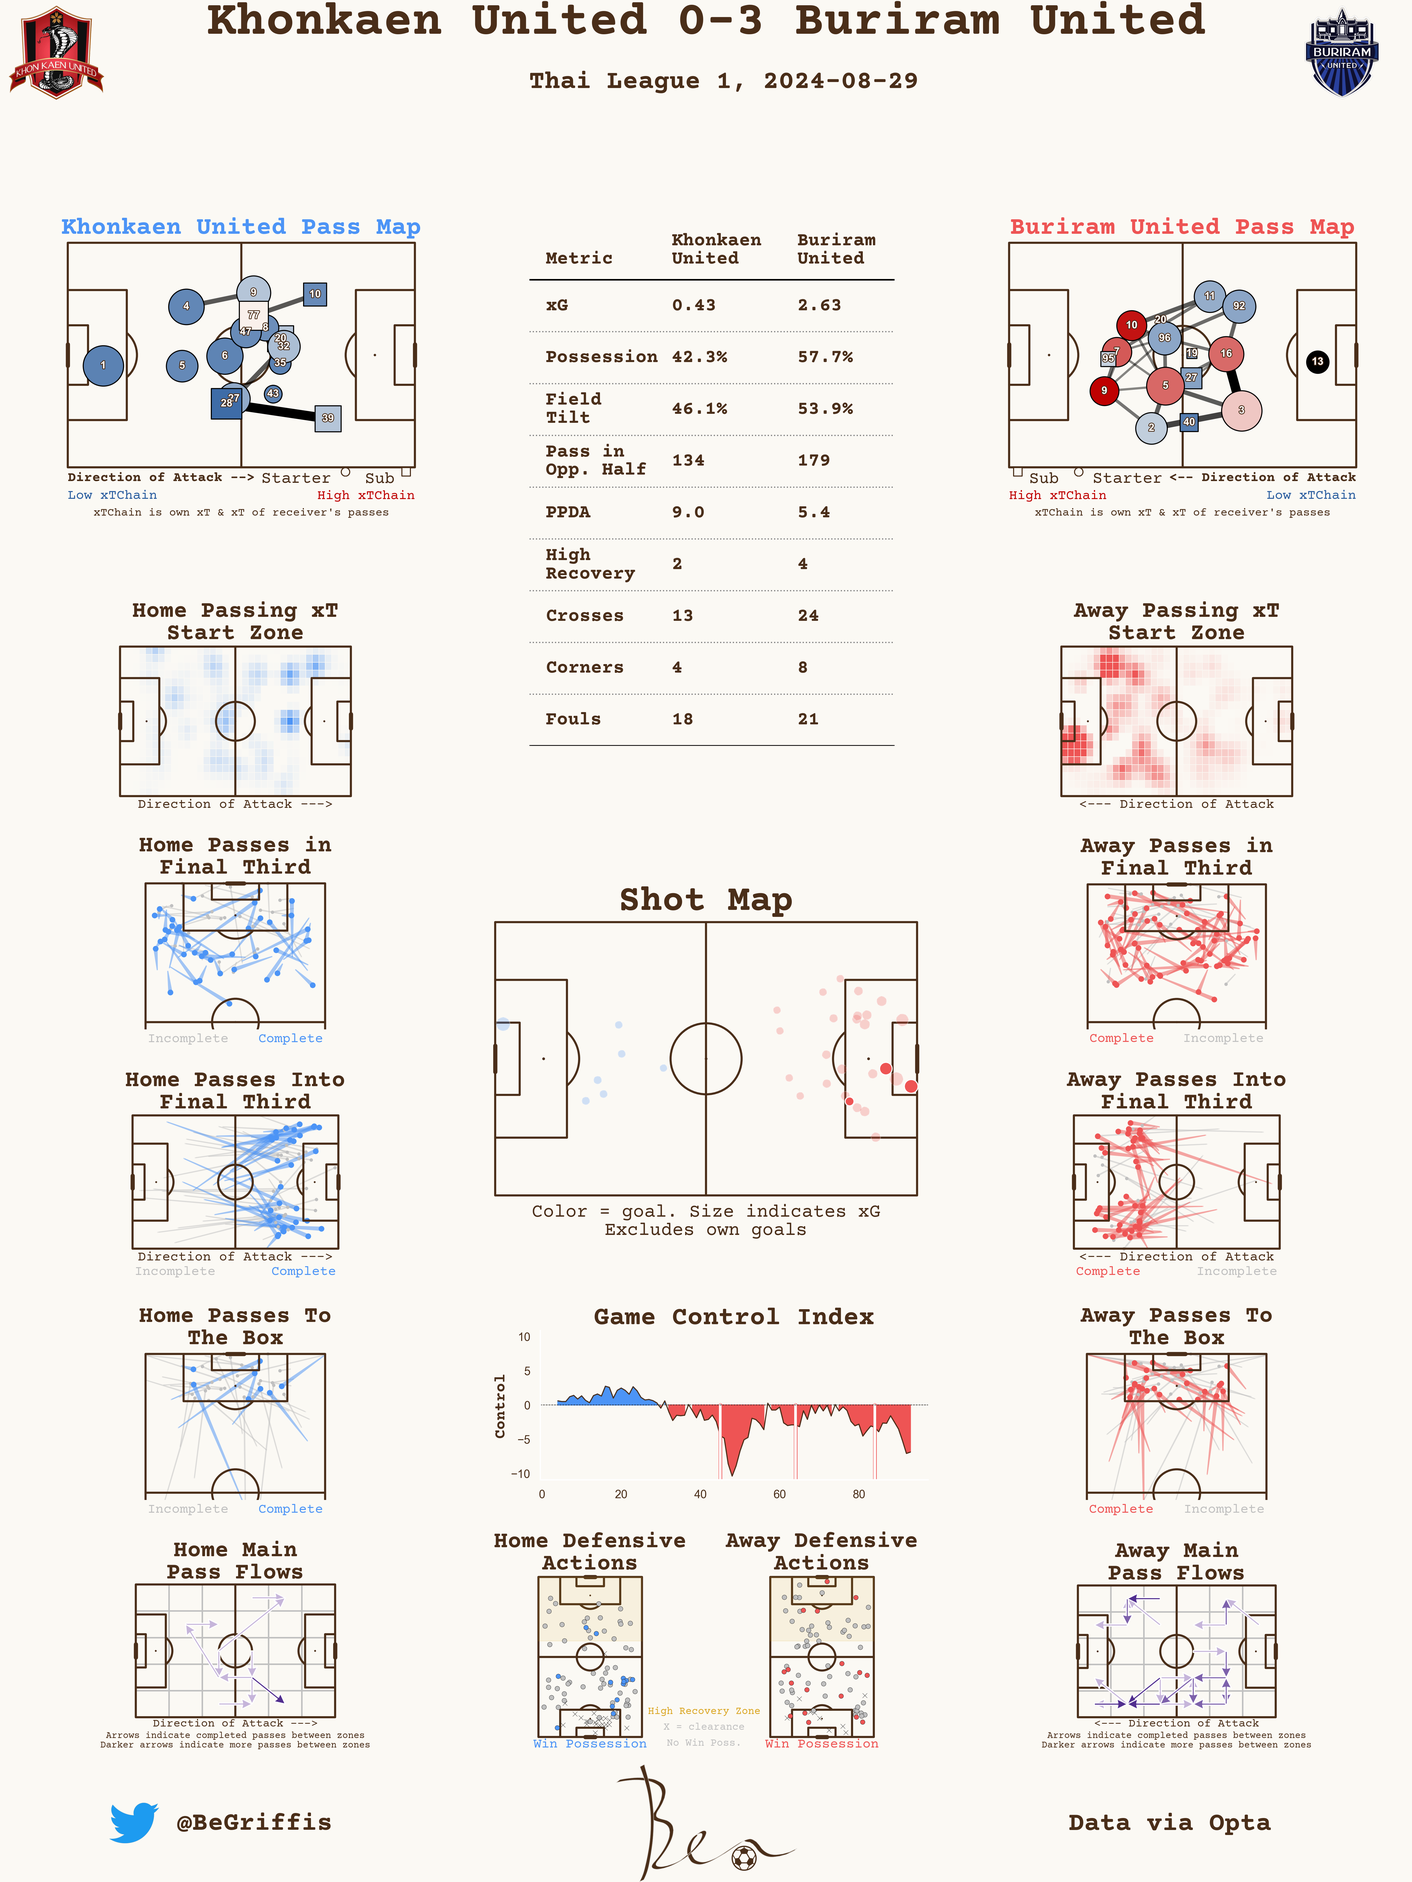 Khonkaen United 0-3 Buriram United
Thai League 1, 2024-08-29
KHON KAEN UNITED
BURIRAM
UNITED
Khonkaen United Pass Map
9
10
4
77
8
47
20
32
6
35
1
5
43
27
28
39
Direction of Attack --> Starter Sub
Low xTChain High xTChain
xTChain is own xT & xT of receiver's passes
Metric Khonkaen United Buriram United
xG 0.43 2.63
Possession 42.3% 57.7%
Field Tilt 46.1% 53.9%
Pass in Opp. Half 134 179
PPDA 9.0 5.4
High Recovery 2 4
Crosses 13 24
Corners 4 8
Fouls 18 21
Buriram United Pass Map
11
92
10
20
96
7
95
19
16
13
27
5
9
3
2
40
Sub Starter <-- Direction of Attack
High xTChain Low xTChain
xTChain is own xT & xT of receiver's passes
Home Passing xT
Start Zone
Direction of Attack --->
Away Passing xT
Start Zone
<--- Direction of Attack
Home Passes in
Final Third
Incomplete Complete
Away Passes in
Final Third
Complete Incomplete
Shot Map
Color = goal. Size indicates xG
Excludes own goals
Home Passes Into
Final Third
Direction of Attack --->
Incomplete Complete
Away Passes Into
Final Third
<--- Direction of Attack
Complete Incomplete
Home Passes To
The Box
Incomplete Complete
Game Control Index
Control
10
5
0
−5
−10
0 20 40 60 80
Away Passes To
The Box
Complete Incomplete
Home Main
Pass Flows
Direction of Attack --->
Arrows indicate completed passes between zones
Darker arrows indicate more passes between zones
Home Defensive
Actions
Win Possession
High Recovery Zone
X = clearance
No Win Poss.
Away Defensive
Actions
Win Possession
Away Main
Pass Flows
<--- Direction of Attack
Arrows indicate completed passes between zones
Darker arrows indicate more passes between zones
@BeGriffis
Ben
Data via Opta